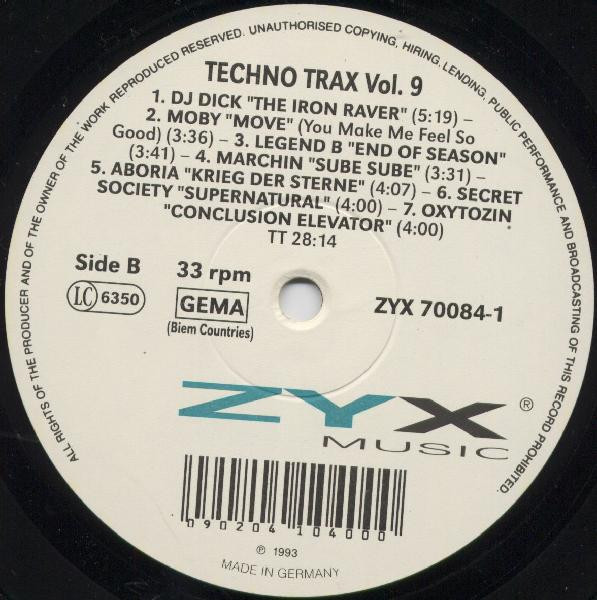 ALL RIGHTS OF THE PRODUCER AND OF THE OWNER OF THE WORK REPRODUCED RESERVED. UNAUTHORISED COPYING, HIRING, LENDING, PUBLIC PERFORMANCE AND BROADCASTING OF THIS RECORD PROHIBITED.
TECHNO TRAX Vol. 9
1. DJ DICK "THE IRON RAVER" (5:19) –
2. MOBY "MOVE" (You Make Me Feel So
Good) (3:36) – 3. LEGEND B "END OF SEASON"
(3:41) – 4. MARCHIN "SUBE SUBE" (3:31) –
5. ABORIA "KRIEG DER STERNE" (4:07) – 6. SECRET
SOCIETY "SUPERNATURAL" (4:00) – 7. OXYTOZIN
"CONCLUSION ELEVATOR" (4:00)
TT 28:14
Side B 33 rpm
LC 6350 GEMA ZYX 70084-1
(Biem Countries)
ZYX ®
MUSIC
090204 104000
℗ 1993
MADE IN GERMANY